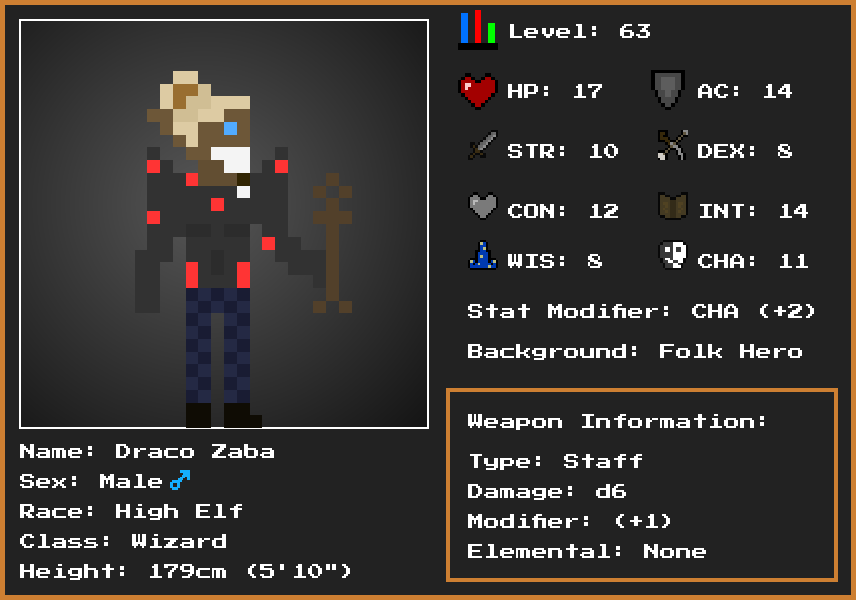 Level: 63
HP: 17
AC: 14
STR: 10
DEX: 8
CON: 12
INT: 14
WIS: 8
CHA: 11
Stat Modifier: CHA (+2)
Background: Folk Hero
Weapon Information:
Type: Staff
Damage: d6
Modifier: (+1)
Elemental: None
Name: Draco Zaba
Sex: Male♂
Race: High Elf
Class: Wizard
Height: 179cm (5'10")